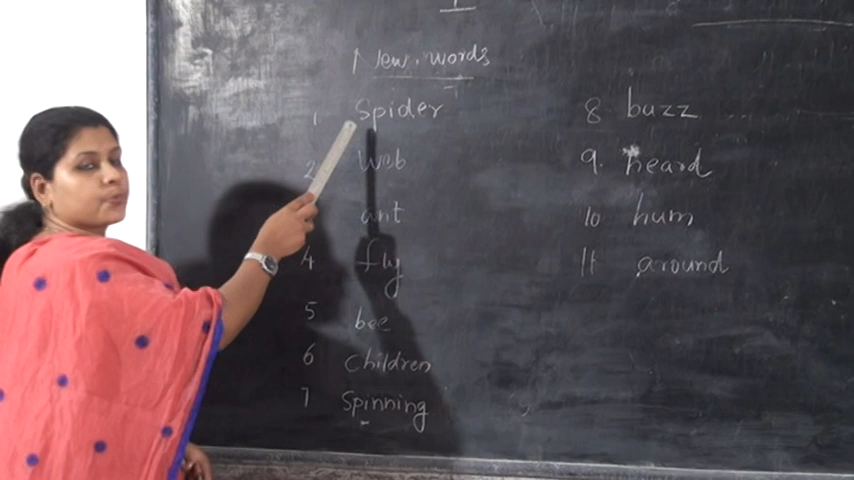 New words
1 Spider
2 web
ant
4 fly
5 bee
6 Children
7 Spinning
8 buzz
9. heard
10 hum
11 around